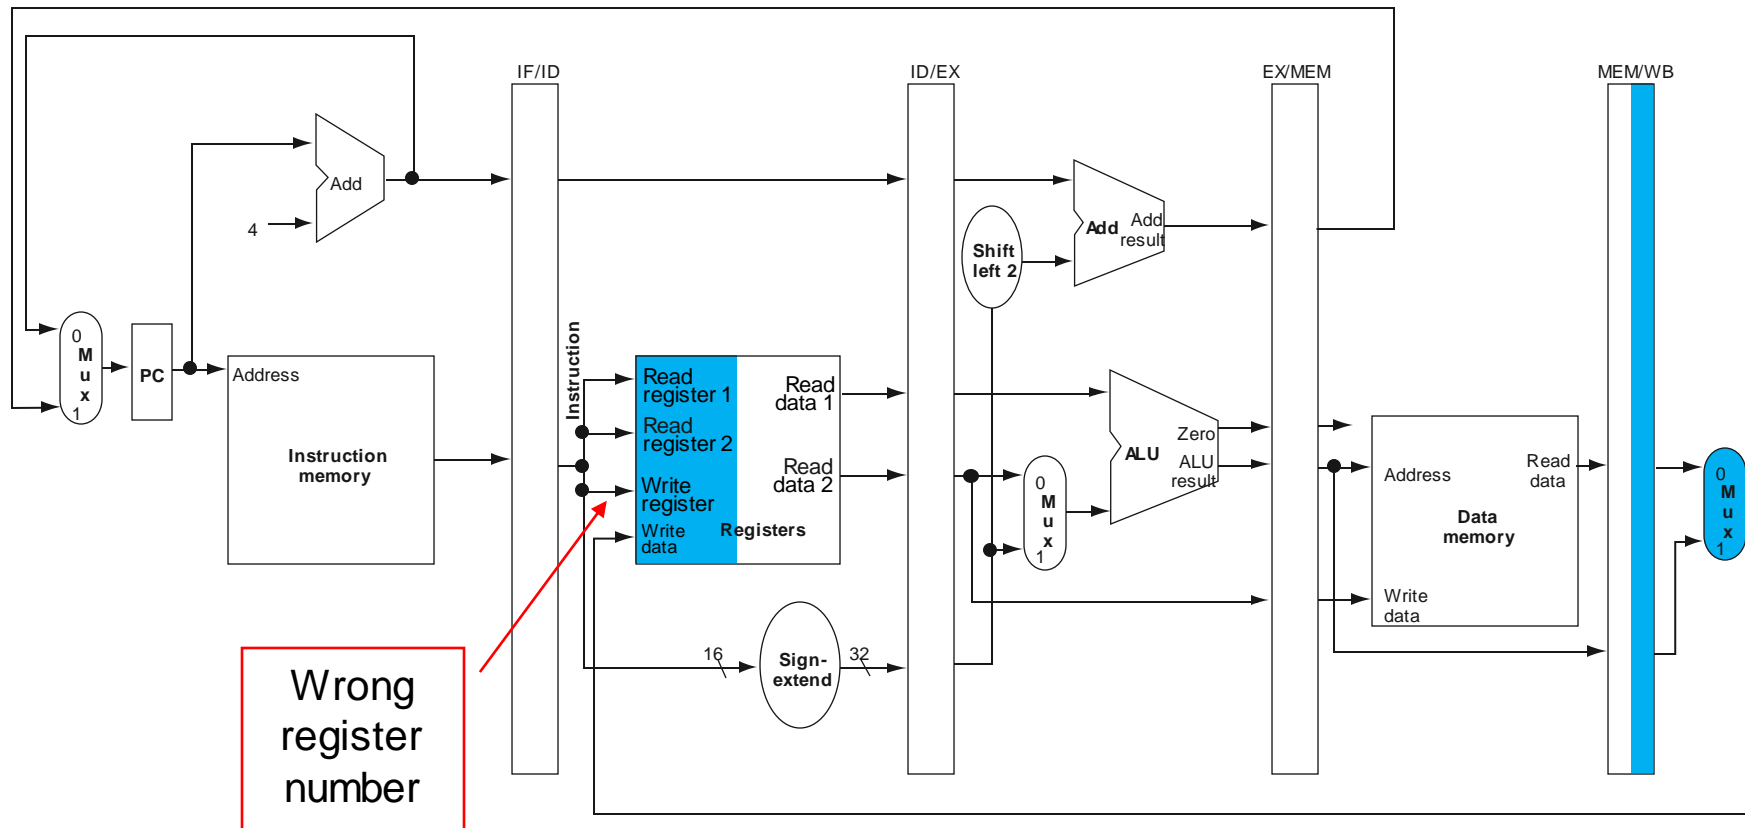 IF/ID
ID/EX
EX/MEM
MEM/WB
Add
4
Add
Add
result
Shift
left 2
0
M
u
x
1
PC
Address
Instruction
memory
Instruction
Read
register 1
Read
register 2
Write
register
Write
data
Registers
Read
data 1
Read
data 2
16
Sign-
extend
32
0
M
u
x
1
Zero
ALU
ALU
result
Address
Read
data
Data
memory
Write
data
0
M
u
x
1
Wrong
register
number